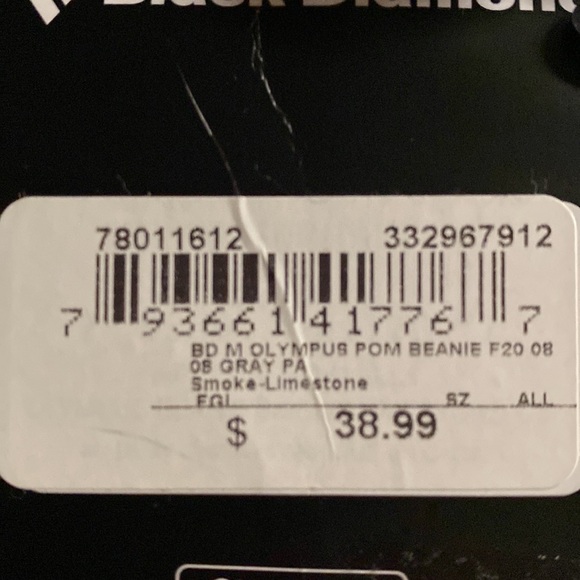 Black Diamond
78011612 332967912
7 93661 41776 7
BD M OLYMPUS POM BEANIE F20 08
08 GRAY PA
Smoke-Limestone
EGL SZ ALL
$ 38.99